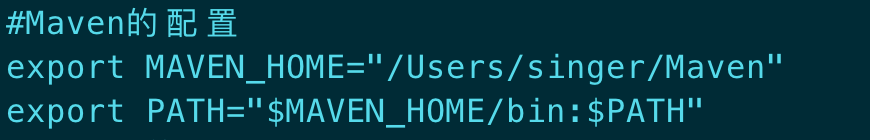 #Maven的配置
export MAVEN_HOME="/Users/singer/Maven"
export PATH="$MAVEN_HOME/bin:$PATH"